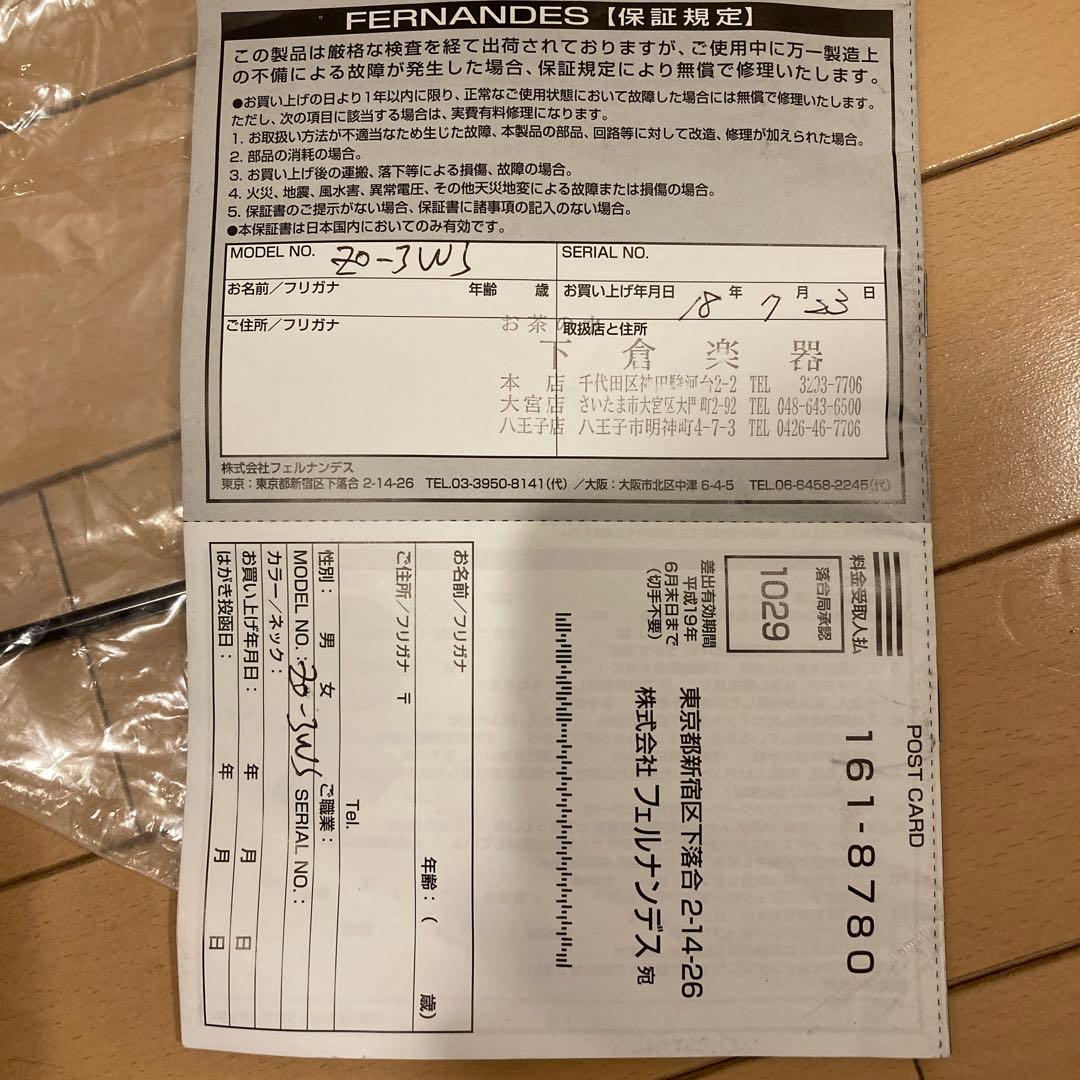 FERNANDES【保証規定】
この製品は厳格な検査を経て出荷されておりますが、ご使用中に万一製造上
の不備による故障が発生した場合、保証規定により無償で修理いたします。
●お買い上げの日より1年以内に限り、正常なご使用状態において故障した場合には無償で修理いたします。
ただし、次の項目に該当する場合は、実費有料修理になります。
1. お取扱い方法が不適当なため生じた故障、本製品の部品、回路等に対して改造、修理が加えられた場合。
2. 部品の消耗の場合。
3. お買い上げ後の運搬、落下等による損傷、故障の場合。
4. 火災、地震、風水害、異常電圧、その他天災地変による故障または損傷の場合。
5. 保証書のご提示がない場合、保証書に諸事項の記入のない場合。
●本保証書は日本国内においてのみ有効です。
MODEL NO. ZO-3WS SERIAL NO.
お名前/フリガナ 年齢 歳 お買い上げ年月日 18年 7月 23日
ご住所/フリガナ 取扱店と住所
お茶の水
下倉楽器
本店 千代田区神田駿河台2-2 TEL 3293-7706
大宮店 さいたま市大宮区大門町2-92 TEL 048-643-6500
八王子店 八王子市明神町4-7-3 TEL 0426-46-7706
株式会社フェルナンデス
東京:東京都新宿区下落合 2-14-26 TEL.03-3950-8141(代)/大阪:大阪市北区中津 6-4-5 TEL.06-6458-2245(代)
POST CARD
161-8780
料金受取人払
落合局承認
1029
差出有効期間
平成19年
6月末日まで
(切手不要)
東京都新宿区下落合 2-14-26
株式会社 フェルナンデス 宛
お名前/フリガナ 年齢:( 歳)
ご住所/フリガナ 〒
Tel.
性別: 男 女 ご職業:
MODEL NO.: ZO-3WS SERIAL NO.:
カラー/ネック:
お買い上げ年月日: 年 月 日
はがき投函日: 年 月 日